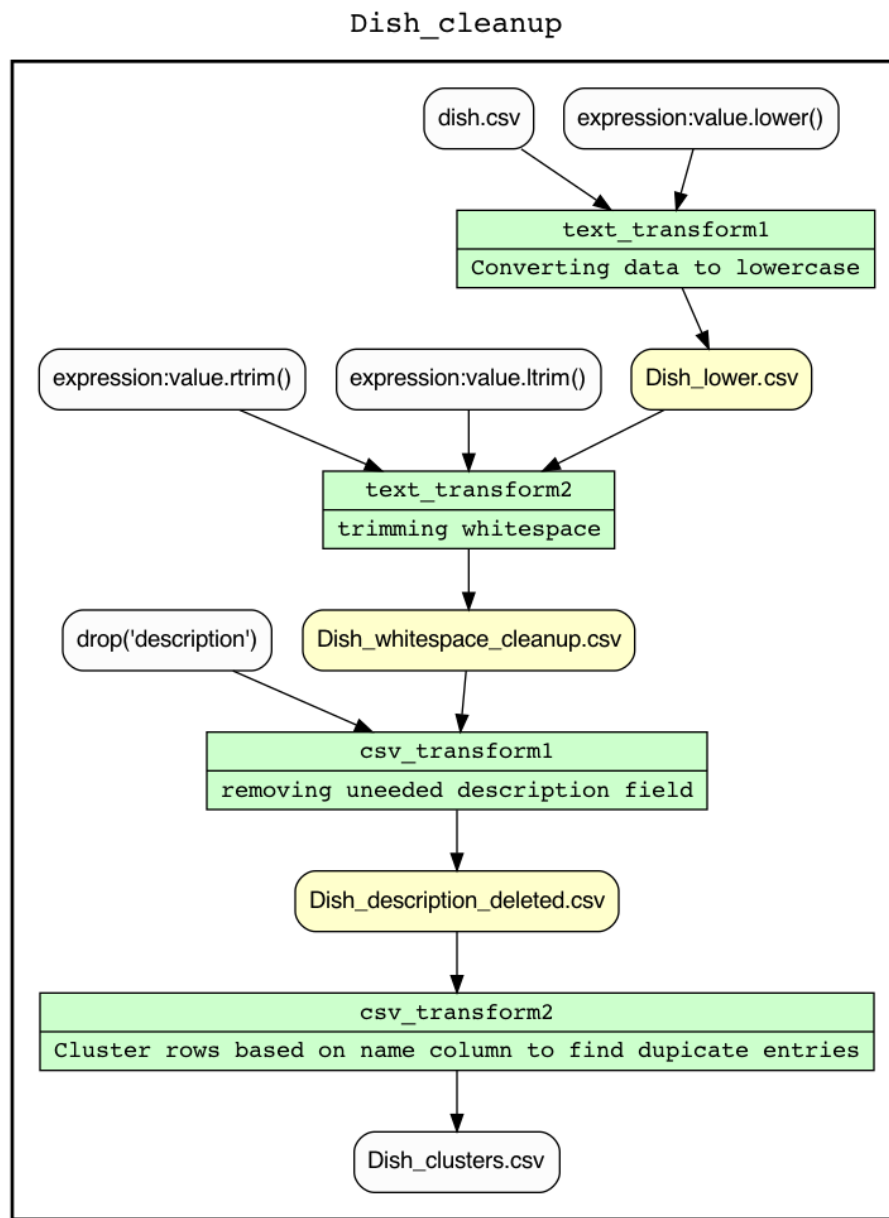 Dish_cleanup
dish.csv
expression:value.lower()
text_transform1
Converting data to lowercase
expression:value.rtrim()
expression:value.ltrim()
Dish_lower.csv
text_transform2
trimming whitespace
drop('description')
Dish_whitespace_cleanup.csv
csv_transform1
removing uneeded description field
Dish_description_deleted.csv
csv_transform2
Cluster rows based on name column to find dupicate entries
Dish_clusters.csv